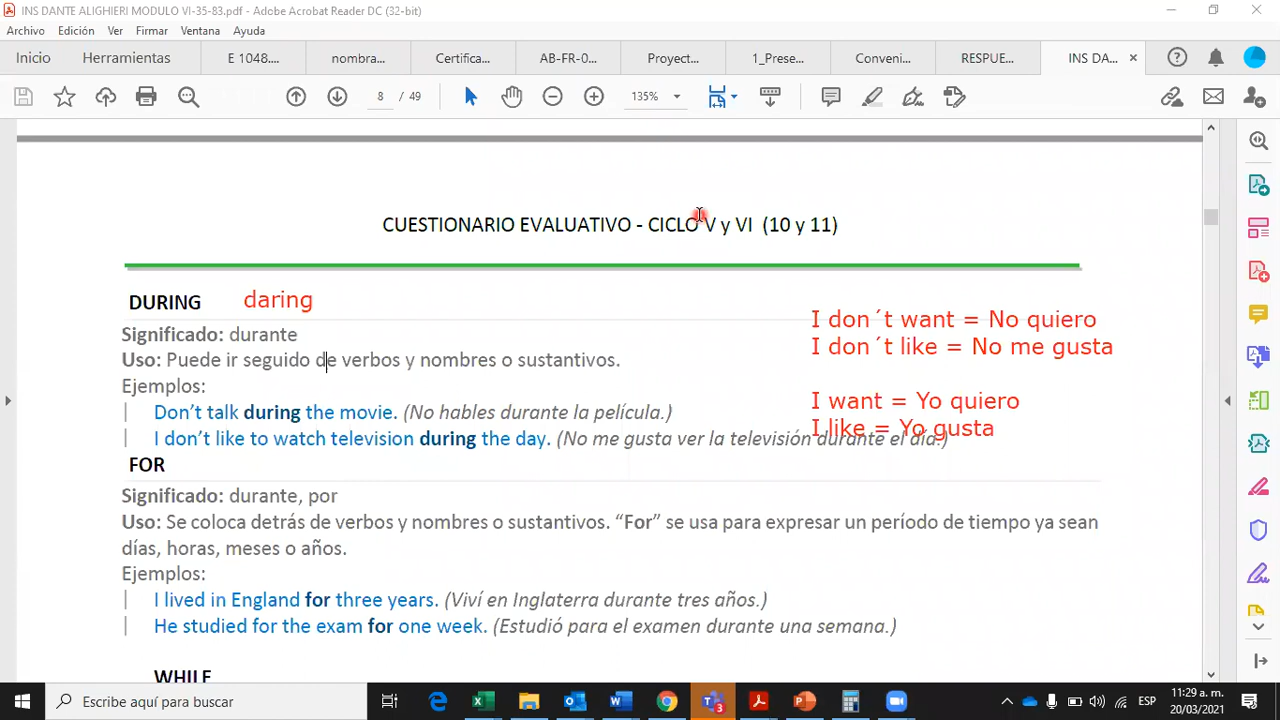 INS DANTE ALIGHIERI MODULO VI-35-83.pdf - Adobe Acrobat Reader DC (32-bit)
Archivo Edición Ver Firmar Ventana Ayuda
Inicio Herramientas E 1048... nombra... Certifica... AB-FR-0... Proyect... 1_Prese... Conveni... RESPUE... INS DA... ×
8 / 49 135%
CUESTIONARIO EVALUATIVO - CICLO V y VI (10 y 11)
DURING daring
Significado: durante
I don´t want = No quiero
Uso: Puede ir seguido de verbos y nombres o sustantivos.
I don´t like = No me gusta
Ejemplos:
I want = Yo quiero
Don't talk during the movie. (No hables durante la película.)
I like = Yo gusta
I don't like to watch television during the day. (No me gusta ver la televisión durante el día.)
FOR
Significado: durante, por
Uso: Se coloca detrás de verbos y nombres o sustantivos. “For” se usa para expresar un período de tiempo ya sean
días, horas, meses o años.
Ejemplos:
I lived in England for three years. (Viví en Inglaterra durante tres años.)
He studied for the exam for one week. (Estudió para el examen durante una semana.)
WHILE
Escribe aquí para buscar 3 ESP 11:29 a. m.
20/03/2021